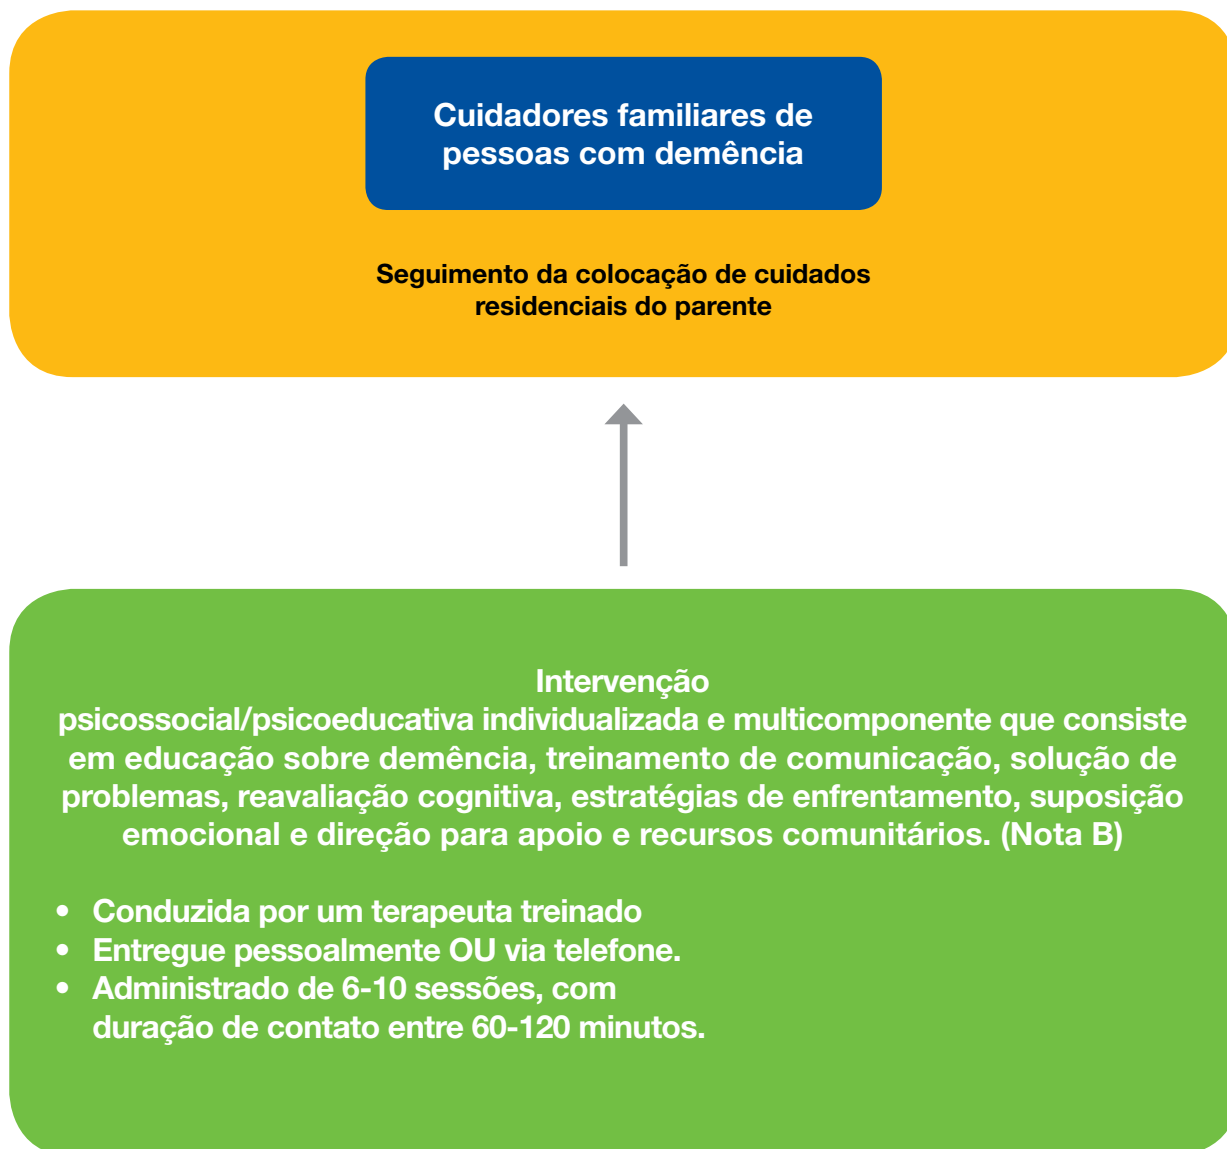 Cuidadores familiares de
pessoas com demência
Seguimento da colocação de cuidados
residenciais do parente
Intervenção
psicossocial/psicoeducativa individualizada e multicomponente que consiste
em educação sobre demência, treinamento de comunicação, solução de
problemas, reavaliação cognitiva, estratégias de enfrentamento, suposição
emocional e direção para apoio e recursos comunitários. (Nota B)
• Conduzida por um terapeuta treinado
• Entregue pessoalmente OU via telefone.
• Administrado de 6-10 sessões, com
duração de contato entre 60-120 minutos.